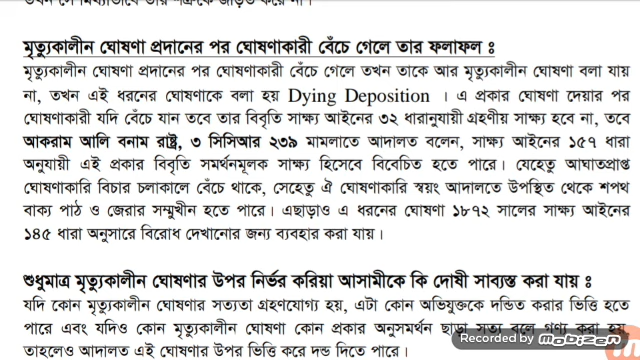 মৃত্যুকালীন ঘোষণা প্রদানের পর ঘোষণাকারী বেঁচে গেলে তার ফলাফল ঃ
মৃত্যুকালীন ঘোষণা প্রদানের পর ঘোষণাকারী বেঁচে গেলে তখন তাকে আর মৃত্যুকালীন ঘোষণা বলা যায়
না, তখন এই ধরনের ঘোষণাকে বলা হয় Dying Deposition । এ প্রকার ঘোষণা দেয়ার পর
ঘোষণাকারী যদি বেঁচে যান তবে তার বিবৃতি সাক্ষ্য আইনের ৩২ ধারানুযায়ী গ্রহণীয় সাক্ষ্য হবে না, তবে
আকরাম আলি বনাম রাষ্ট্র, ৩ সিসিআর ২৩৯ মামলাতে আদালত বলেন, সাক্ষ্য আইনের ১৫৭ ধারা
অনুযায়ী এই প্রকার বিবৃতি সমর্থনমূলক সাক্ষ্য হিসেবে বিবেচিত হতে পারে। যেহেতু আঘাতপ্রাপ্ত
ঘোষণাকারি বিচার চলাকালে বেঁচে থাকে, সেহেতু ঐ ঘোষণাকারি স্বয়ং আদালতে উপস্থিত থেকে শপথ
বাক্য পাঠ ও জেরার সম্মুখীন হতে পারে। এছাড়াও এ ধরনের ঘোষণা ১৮৭২ সালের সাক্ষ্য আইনের
১৪৫ ধারা অনুসারে বিরোধ দেখানোর জন্য ব্যবহার করা যায়।
শুধুমাত্র মৃত্যুকালীন ঘোষণার উপর নির্ভর করিয়া আসামীকে কি দোষী সাব্যস্ত করা যায় ঃ
যদি কোন মৃত্যুকালীন ঘোষণার সত্যতা গ্রহণযোগ্য হয়, এটা কোন অভিযুক্তকে দন্ডিত করার ভিত্তি হতে
পারে এবং যদিও কোন মৃত্যুকালীন ঘোষণা কোন প্রকার অনুসমর্থন ছাড়া সত্য বলে গণ্য করা হয়
তাহলেও আদালত এই ঘোষণার উপর ভিত্তি করে দন্ড দিতে পারে।
Recorded by
MOBIZEN